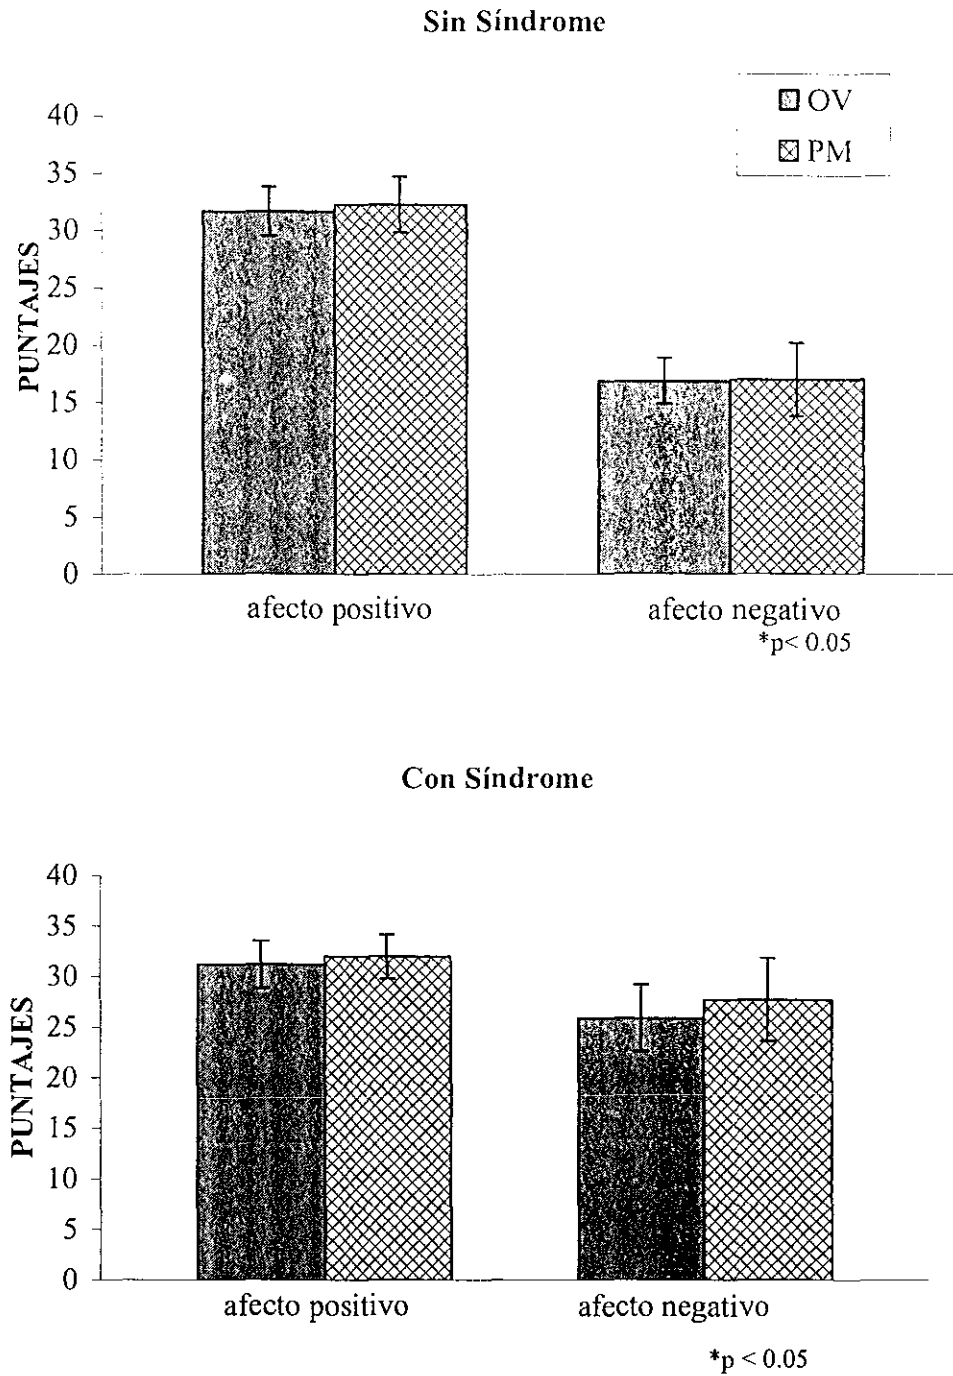 Sin Síndrome
OV
PM
PUNTAJES
40
35
30
25
20
15
10
5
0
afecto positivo
afecto negativo
*p< 0.05
Con Síndrome
PUNTAJES
40
35
30
25
20
15
10
5
0
afecto positivo
afecto negativo
*p < 0.05